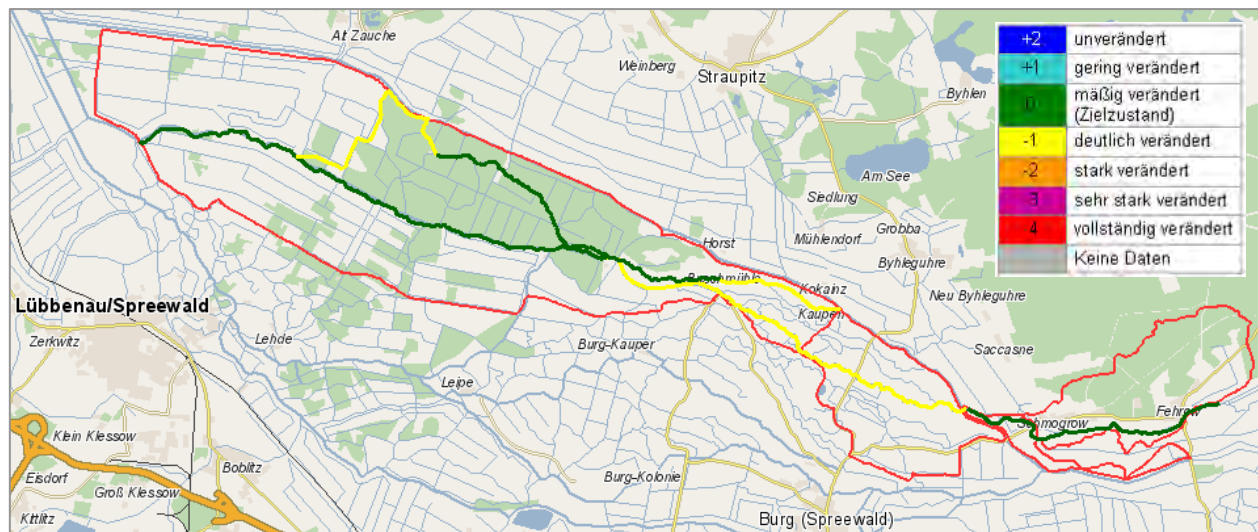 Alt Zauche
Weinberg
Straupitz
Byhlen
Am See
Siedlung
Mühlendorf
Grobba
Byhleguhre
Horst
Kokainz
Kaupen
Neu Byhleguhre
Saccasne
Fehrow
Schmogrow
Lübbenau/Spreewald
Zerkwitz
Lehde
Burg-Kauper
Leipe
Klein Klessow
Boblitz
Eisdorf
Groß Klessow
Kittlitz
Burg-Kolonie
Burg (Spreewald)
+2 unverändert
+1 gering verändert
0 mäßig verändert
(Zielzustand)
-1 deutlich verändert
-2 stark verändert
-3 sehr stark verändert
-4 vollständig verändert
Keine Daten